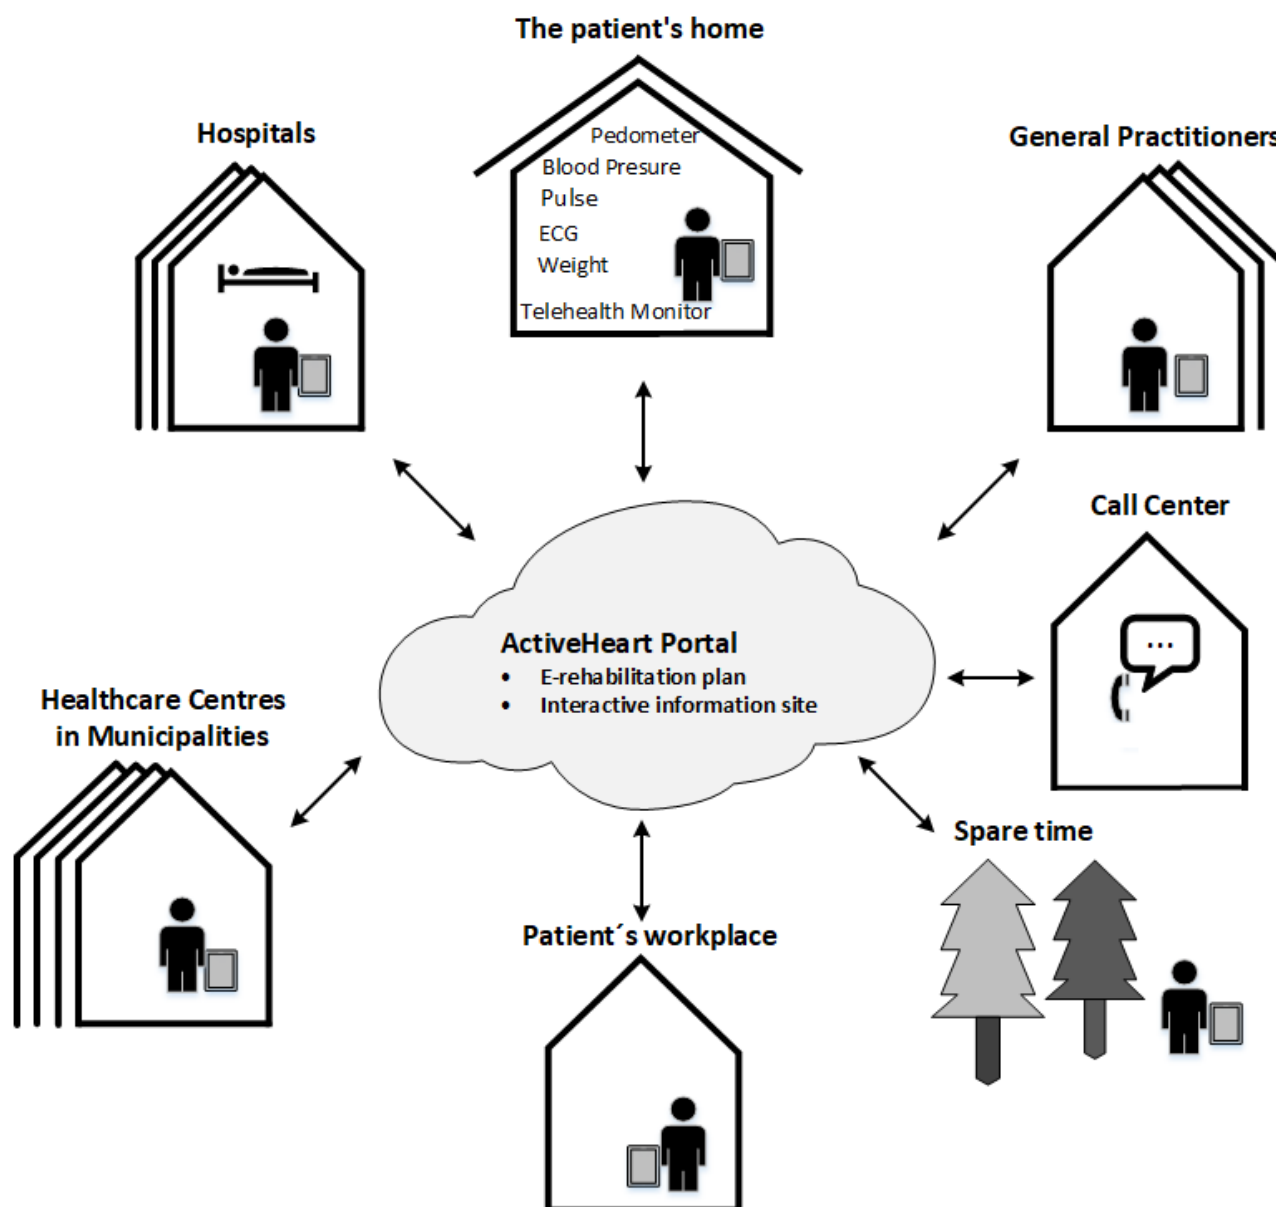 The patient's home
Hospitals
General Practitioners
Pedometer
Blood Presure
Pulse
ECG
Weight
Telehealth Monitor
Call Center
...
ActiveHeart Portal
• E-rehabilitation plan
• Interactive information site
Healthcare Centres
in Municipalities
Spare time
Patient´s workplace